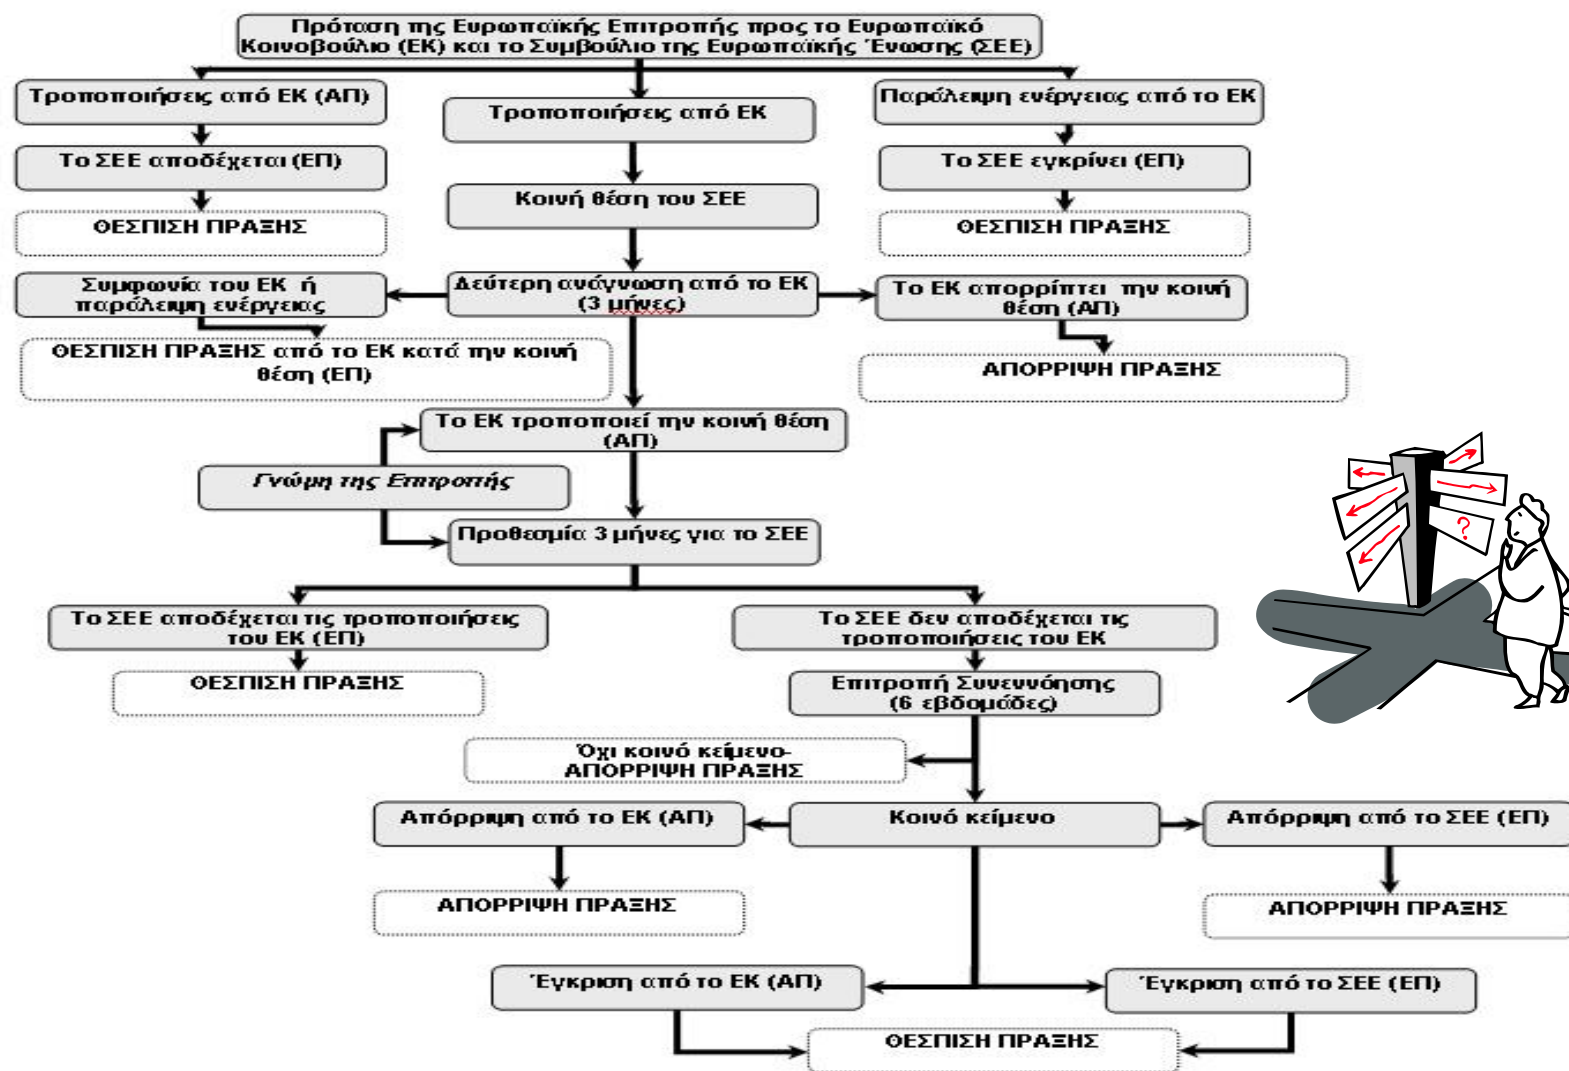 Πρόταση της Ευρωπαϊκής Επιτροπής προς το Ευρωπαϊκό
Κοινοβούλιο (ΕΚ) και το Συμβούλιο της Ευρωπαϊκής Ένωσης (ΣΕΕ)
Τροποποιήσεις από ΕΚ (ΑΠ)
Τροποποιήσεις από ΕΚ
Παράλειψη ενέργειας από το ΕΚ
Το ΣΕΕ αποδέχεται (ΕΠ)
Κοινή θέση του ΣΕΕ
Το ΣΕΕ εγκρίνει (ΕΠ)
ΘΕΣΠΙΣΗ ΠΡΑΞΗΣ
ΘΕΣΠΙΣΗ ΠΡΑΞΗΣ
Συμφωνία του ΕΚ ή
παράλειψη ενέργειας
Δεύτερη ανάγνωση από το ΕΚ
(3 μήνες)
Το ΕΚ απορρίπτει την κοινή
θέση (ΑΠ)
ΘΕΣΠΙΣΗ ΠΡΑΞΗΣ από το ΕΚ κατά την κοινή
θέση (ΕΠ)
ΑΠΟΡΡΙΨΗ ΠΡΑΞΗΣ
Το ΕΚ τροποποιεί την κοινή θέση
(ΑΠ)
Γνώμη της Επιτροπής
Προθεσμία 3 μήνες για το ΣΕΕ
?
Το ΣΕΕ αποδέχεται τις τροποποιήσεις
του ΕΚ (ΕΠ)
Το ΣΕΕ δεν αποδέχεται τις
τροποποιήσεις του ΕΚ
ΘΕΣΠΙΣΗ ΠΡΑΞΗΣ
Επιτροπή Συνεννόησης
(6 εβδομάδες)
Όχι κοινό κείμενο-
ΑΠΟΡΡΙΨΗ ΠΡΑΞΗΣ
Απόρριψη από το ΕΚ (ΑΠ)
Κοινό κείμενο
Απόρριψη από το ΣΕΕ (ΕΠ)
ΑΠΟΡΡΙΨΗ ΠΡΑΞΗΣ
ΑΠΟΡΡΙΨΗ ΠΡΑΞΗΣ
Έγκριση από το ΕΚ (ΑΠ)
Έγκριση από το ΣΕΕ (ΕΠ)
ΘΕΣΠΙΣΗ ΠΡΑΞΗΣ